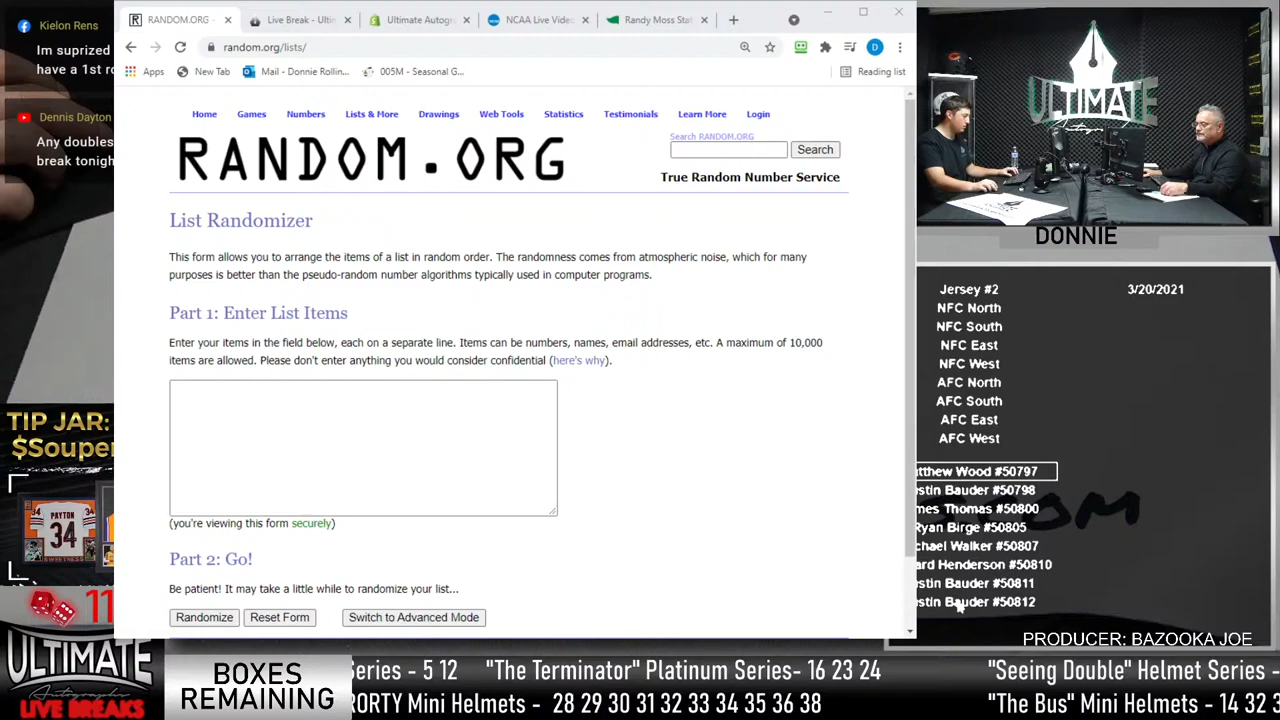 Kielon Rens
Im suprized
have a 1st ro
Dennis Dayton
Any doubles
break tonigh
TIP JAR:
$Souper
PAYTON
34
11
ULTIMATE
Autographs
LIVE BREAKS
RANDOM.ORG -
Live Break - Ultim
Ultimate Autogr
NCAA Live Video
Randy Moss Stat
random.org/lists/
Apps
New Tab
Mail - Donnie Rollin...
005M - Seasonal G...
Reading list
Home
Games
Numbers
Lists & More
Drawings
Web Tools
Statistics
Testimonials
Learn More
Login
RANDOM.ORG
Search RANDOM.ORG
Search
True Random Number Service
List Randomizer
This form allows you to arrange the items of a list in random order. The randomness comes from atmospheric noise, which for many
purposes is better than the pseudo-random number algorithms typically used in computer programs.
Part 1: Enter List Items
Enter your items in the field below, each on a separate line. Items can be numbers, names, email addresses, etc. A maximum of 10,000
items are allowed. Please don't enter anything you would consider confidential (here's why).
(you're viewing this form securely)
Part 2: Go!
Be patient! It may take a little while to randomize your list...
Randomize
Reset Form
Switch to Advanced Mode
ULTIMATE
DONNIE
Jersey #2 3/20/2021
NFC North
NFC South
NFC East
NFC West
AFC North
AFC South
AFC East
AFC West
tthew Wood #50797
stin Bauder #50798
mes Thomas #50800
Ryan Birge #50805
chael Walker #50807
ard Henderson #50810
stin Bauder #50811
stin Bauder #50812
PRODUCER: BAZOOKA JOE
BOXES
REMAINING
Series - 5 12 "The Terminator" Platinum Series- 16 23 24 "Seeing Double" Helmet Series -
RORTY Mini Helmets - 28 29 30 31 32 33 34 35 36 38 "The Bus" Mini Helmets - 14 32 3